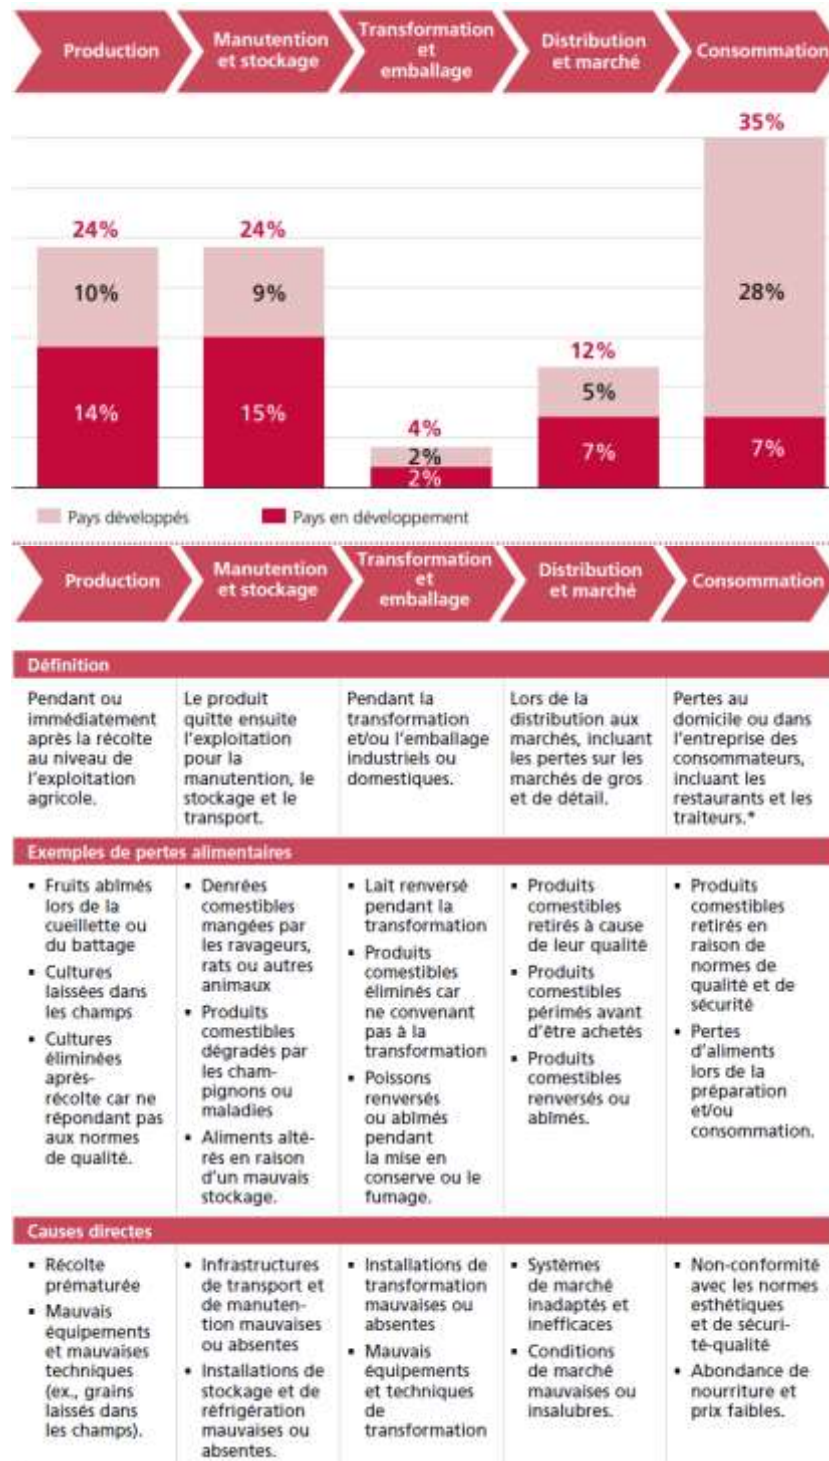 Production
Manutention
et stockage
Transformation
et
emballage
Distribution
et marché
Consommation
24%
10%
14%
24%
9%
15%
4%
2%
2%
12%
5%
7%
35%
28%
7%
Pays développés
Pays en développement
Production
Manutention
et stockage
Transformation
et
emballage
Distribution
et marché
Consommation
Définition
Pendant ou
immédiatement
après la récolte
au niveau de
l'exploitation
agricole.
Le produit
quitte ensuite
l'exploitation
pour la
manutention, le
stockage et le
transport.
Pendant la
transformation
et/ou l'emballage
industriels ou
domestiques.
Lors de la
distribution aux
marchés, incluant
les pertes sur les
marchés de gros
et de détail.
Pertes au
domicile ou dans
l'entreprise des
consommateurs,
incluant les
restaurants et les
traiteurs.*
Exemples de pertes alimentaires
▪ Fruits abîmés
lors de la
cueillette ou
du battage
▪ Cultures
laissées dans
les champs
▪ Cultures
éliminées
après-
récolte car ne
répondant pas
aux normes
de qualité.
▪ Denrées
comestibles
mangées par
les ravageurs,
rats ou autres
animaux
▪ Produits
comestibles
dégradés par
les cham-
pignons ou
maladies
▪ Aliments alté-
rés en raison
d'un mauvais
stockage.
▪ Lait renversé
pendant la
transformation
▪ Produits
comestibles
éliminés car
ne convenant
pas à la
transformation
▪ Poissons
renversés
ou abîmés
pendant
la mise en
conserve ou le
fumage.
▪ Produits
comestibles
retirés à cause
de leur qualité
▪ Produits
comestibles
périmés avant
d'être achetés
▪ Produits
comestibles
renversés ou
abîmés.
▪ Produits
comestibles
retirés en
raison de
normes de
qualité et de
sécurité
▪ Pertes
d'aliments
lors de la
préparation
et/ou
consommation.
Causes directes
▪ Récolte
prématurée
▪ Mauvais
équipements
et mauvaises
techniques
(ex., grains
laissés dans
les champs).
▪ Infrastructures
de transport et
de manuten-
tion mauvaises
ou absentes
▪ Installations de
stockage et de
réfrigération
mauvaises ou
absentes.
▪ Installations de
transformation
mauvaises ou
absentes
▪ Mauvais
équipements
et techniques
de
transformation
▪ Systèmes
de marché
inadaptés et
inefficaces
▪ Conditions
de marché
mauvaises ou
insalubres.
▪ Non-conformité
avec les normes
esthétiques
et de sécuri-
té-qualité
▪ Abondance de
nourriture et
prix faibles.